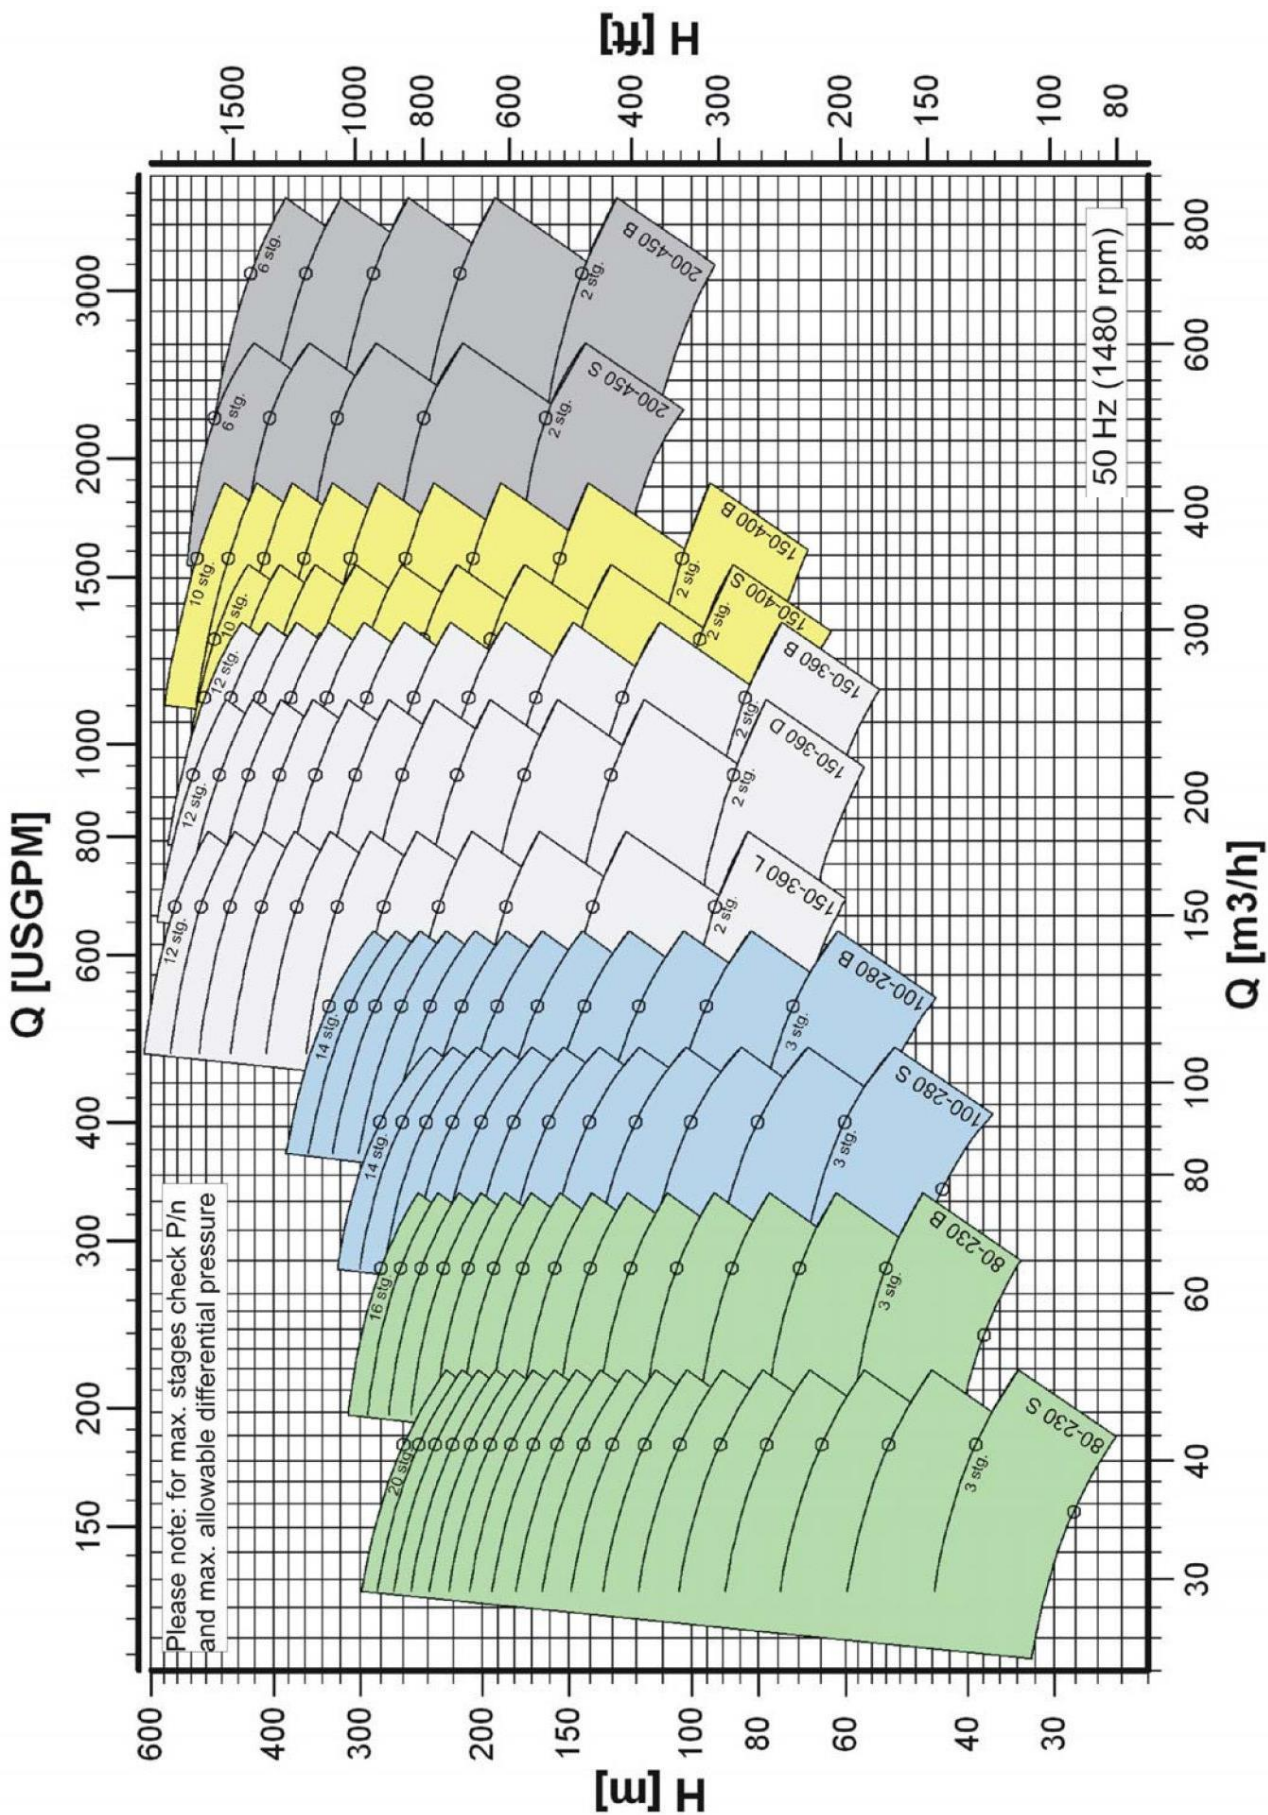 Q [USGPM]
150
200
300
400
600
800
1000
1500
2000
3000
H [m]
600
400
300
200
150
100
80
60
40
30
H [ft]
1500
1000
800
600
400
300
200
150
100
80
Please note: for max. stages check P/n
and max. allowable differential pressure
20 stg.
3 stg.
80-230 S
16 stg.
3 stg.
80-230 B
14 stg.
3 stg.
100-280 S
14 stg.
3 stg.
100-280 B
12 stg.
2 stg.
150-360 L
12 stg.
2 stg.
150-360 D
12 stg.
2 stg.
150-360 B
10 stg.
2 stg.
150-400 S
10 stg.
2 stg.
150-400 B
6 stg.
2 stg.
200-450 S
6 stg.
2 stg.
200-450 B
50 Hz (1480 rpm)
30
40
60
80
100
150
200
300
400
600
800
Q [m3/h]